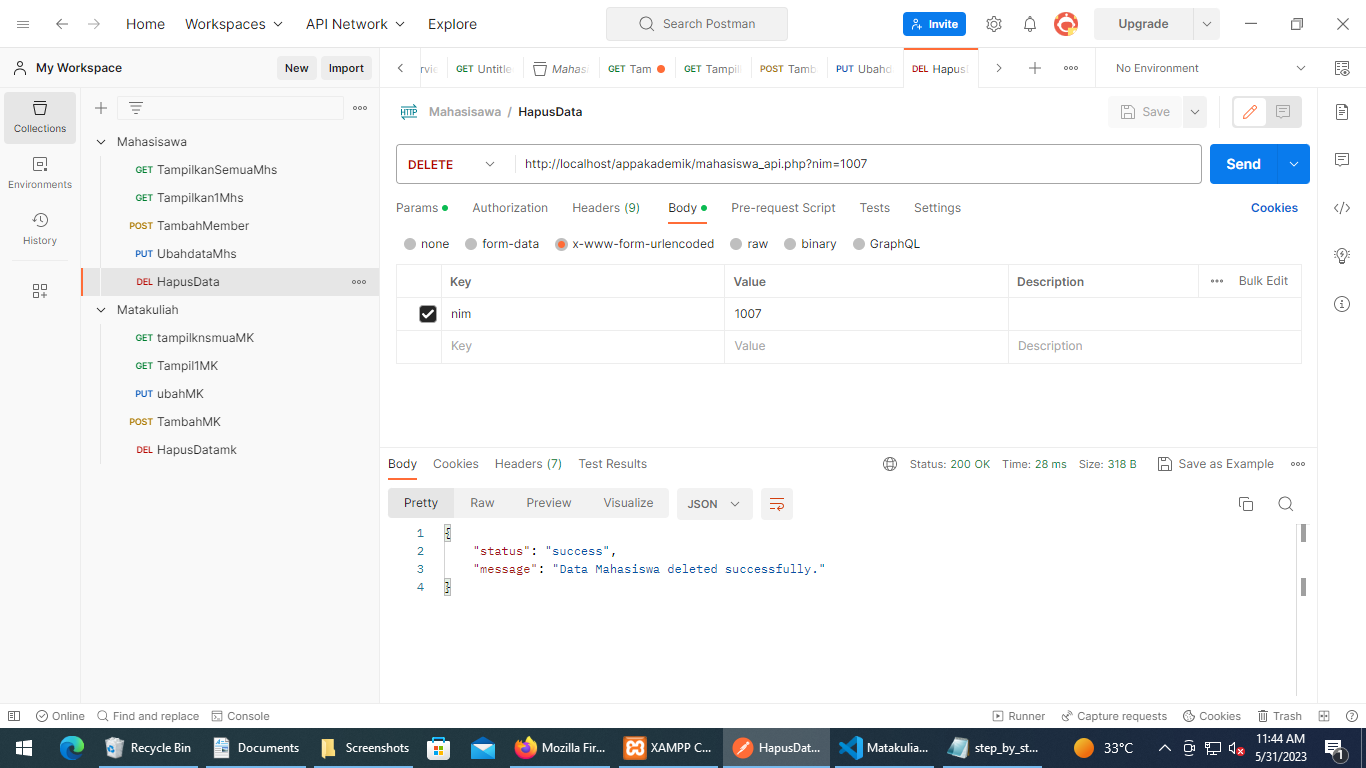 Home Workspaces API Network Explore Search Postman Invite Upgrade
My Workspace New Import rvie GET Untitle Mahasi GET Tam GET Tampil POST Tamb PUT Ubahd DEL Hapus No Environment
Collections
Environments
History
Mahasisawa
GET TampilkanSemuaMhs
GET Tampilkan1Mhs
POST TambahMember
PUT UbahdataMhs
DEL HapusData
Matakuliah
GET tampilknsmuaMK
GET Tampil1MK
PUT ubahMK
POST TambahMK
DEL HapusDatamk
HTTP Mahasisawa / HapusData Save
DELETE http://localhost/appakademik/mahasiswa_api.php?nim=1007 Send
Params Authorization Headers (9) Body Pre-request Script Tests Settings Cookies
none form-data x-www-form-urlencoded raw binary GraphQL
Key Value Description Bulk Edit
nim 1007
Key Value Description
Body Cookies Headers (7) Test Results Status: 200 OK Time: 28 ms Size: 318 B Save as Example
Pretty Raw Preview Visualize JSON
1 {
2 "status": "success",
3 "message": "Data Mahasiswa deleted successfully."
4 }
Online Find and replace Console Runner Capture requests Cookies Trash
Recycle Bin Documents Screenshots Mozilla Fir... XAMPP C... HapusDat... Matakulia... step_by_st... 33°C 11:44 AM
5/31/2023 1